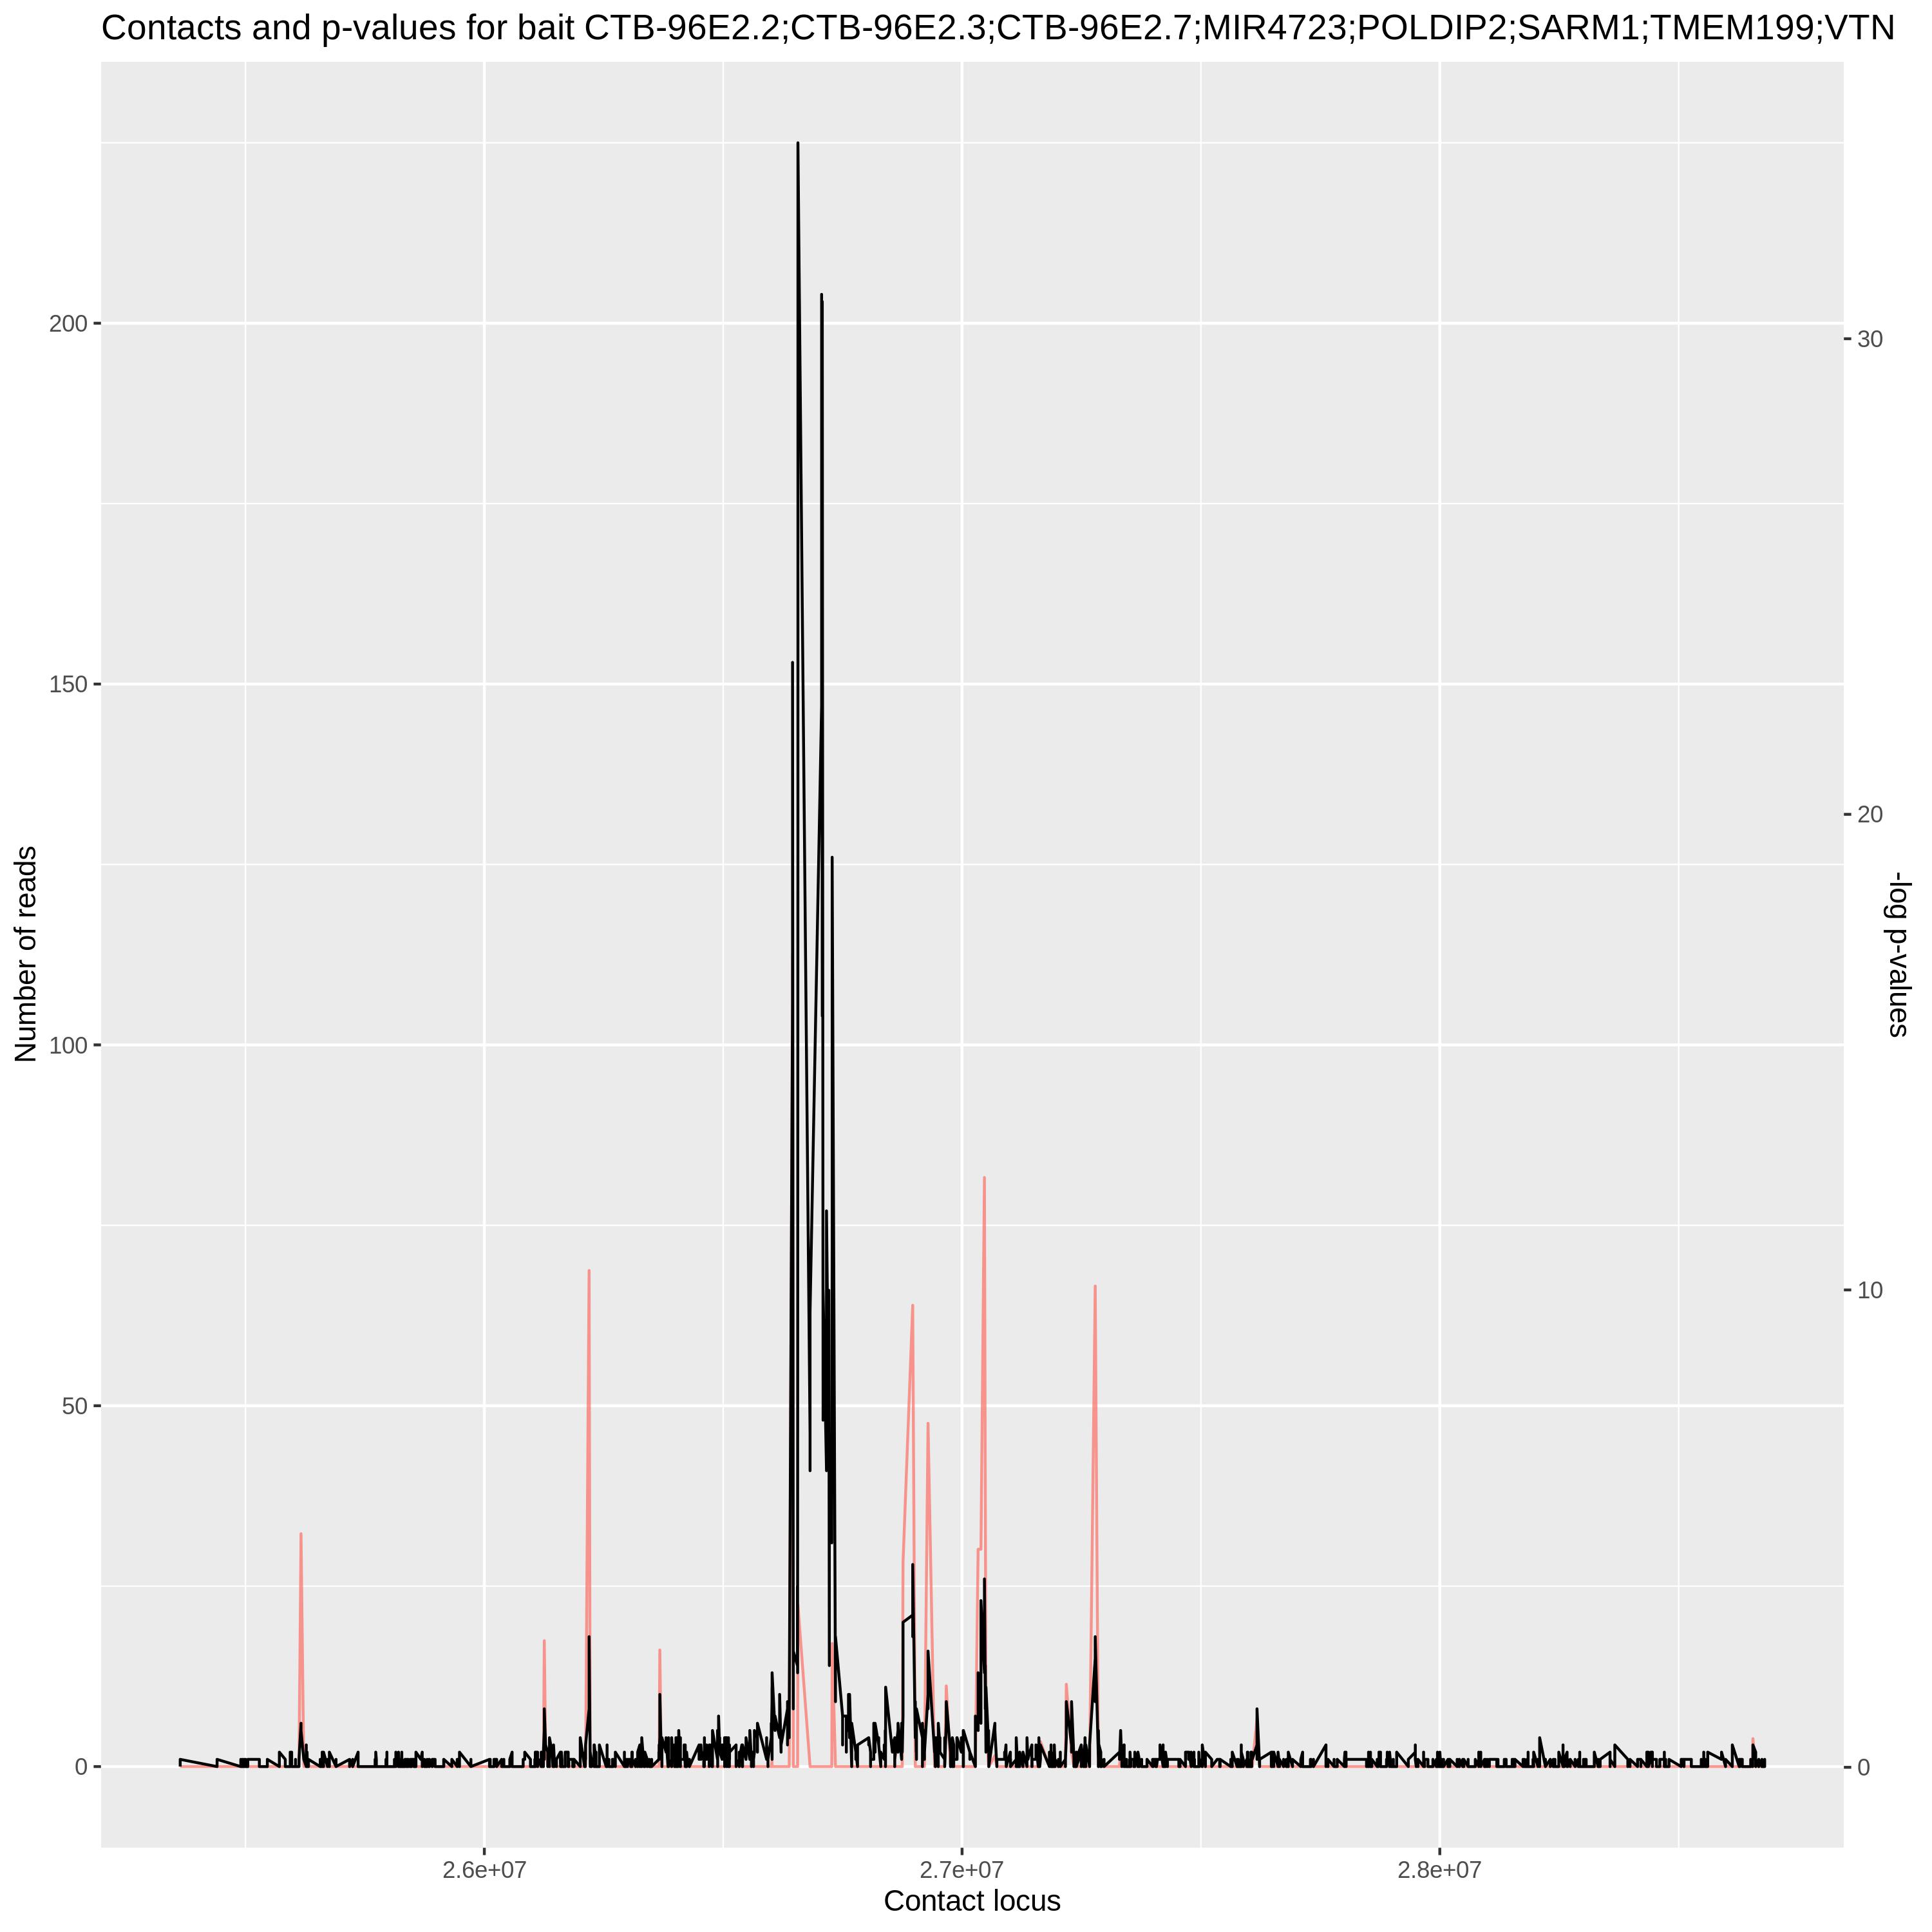 Contacts and p-values for bait CTB-96E2.2;CTB-96E2.3;CTB-96E2.7;MIR4723;POLDIP2;SARM1;TMEM199;VTN
Number of reads
200
150
100
50
0
30
20
10
0
-log p-values
2.6e+07
2.7e+07
2.8e+07
Contact locus